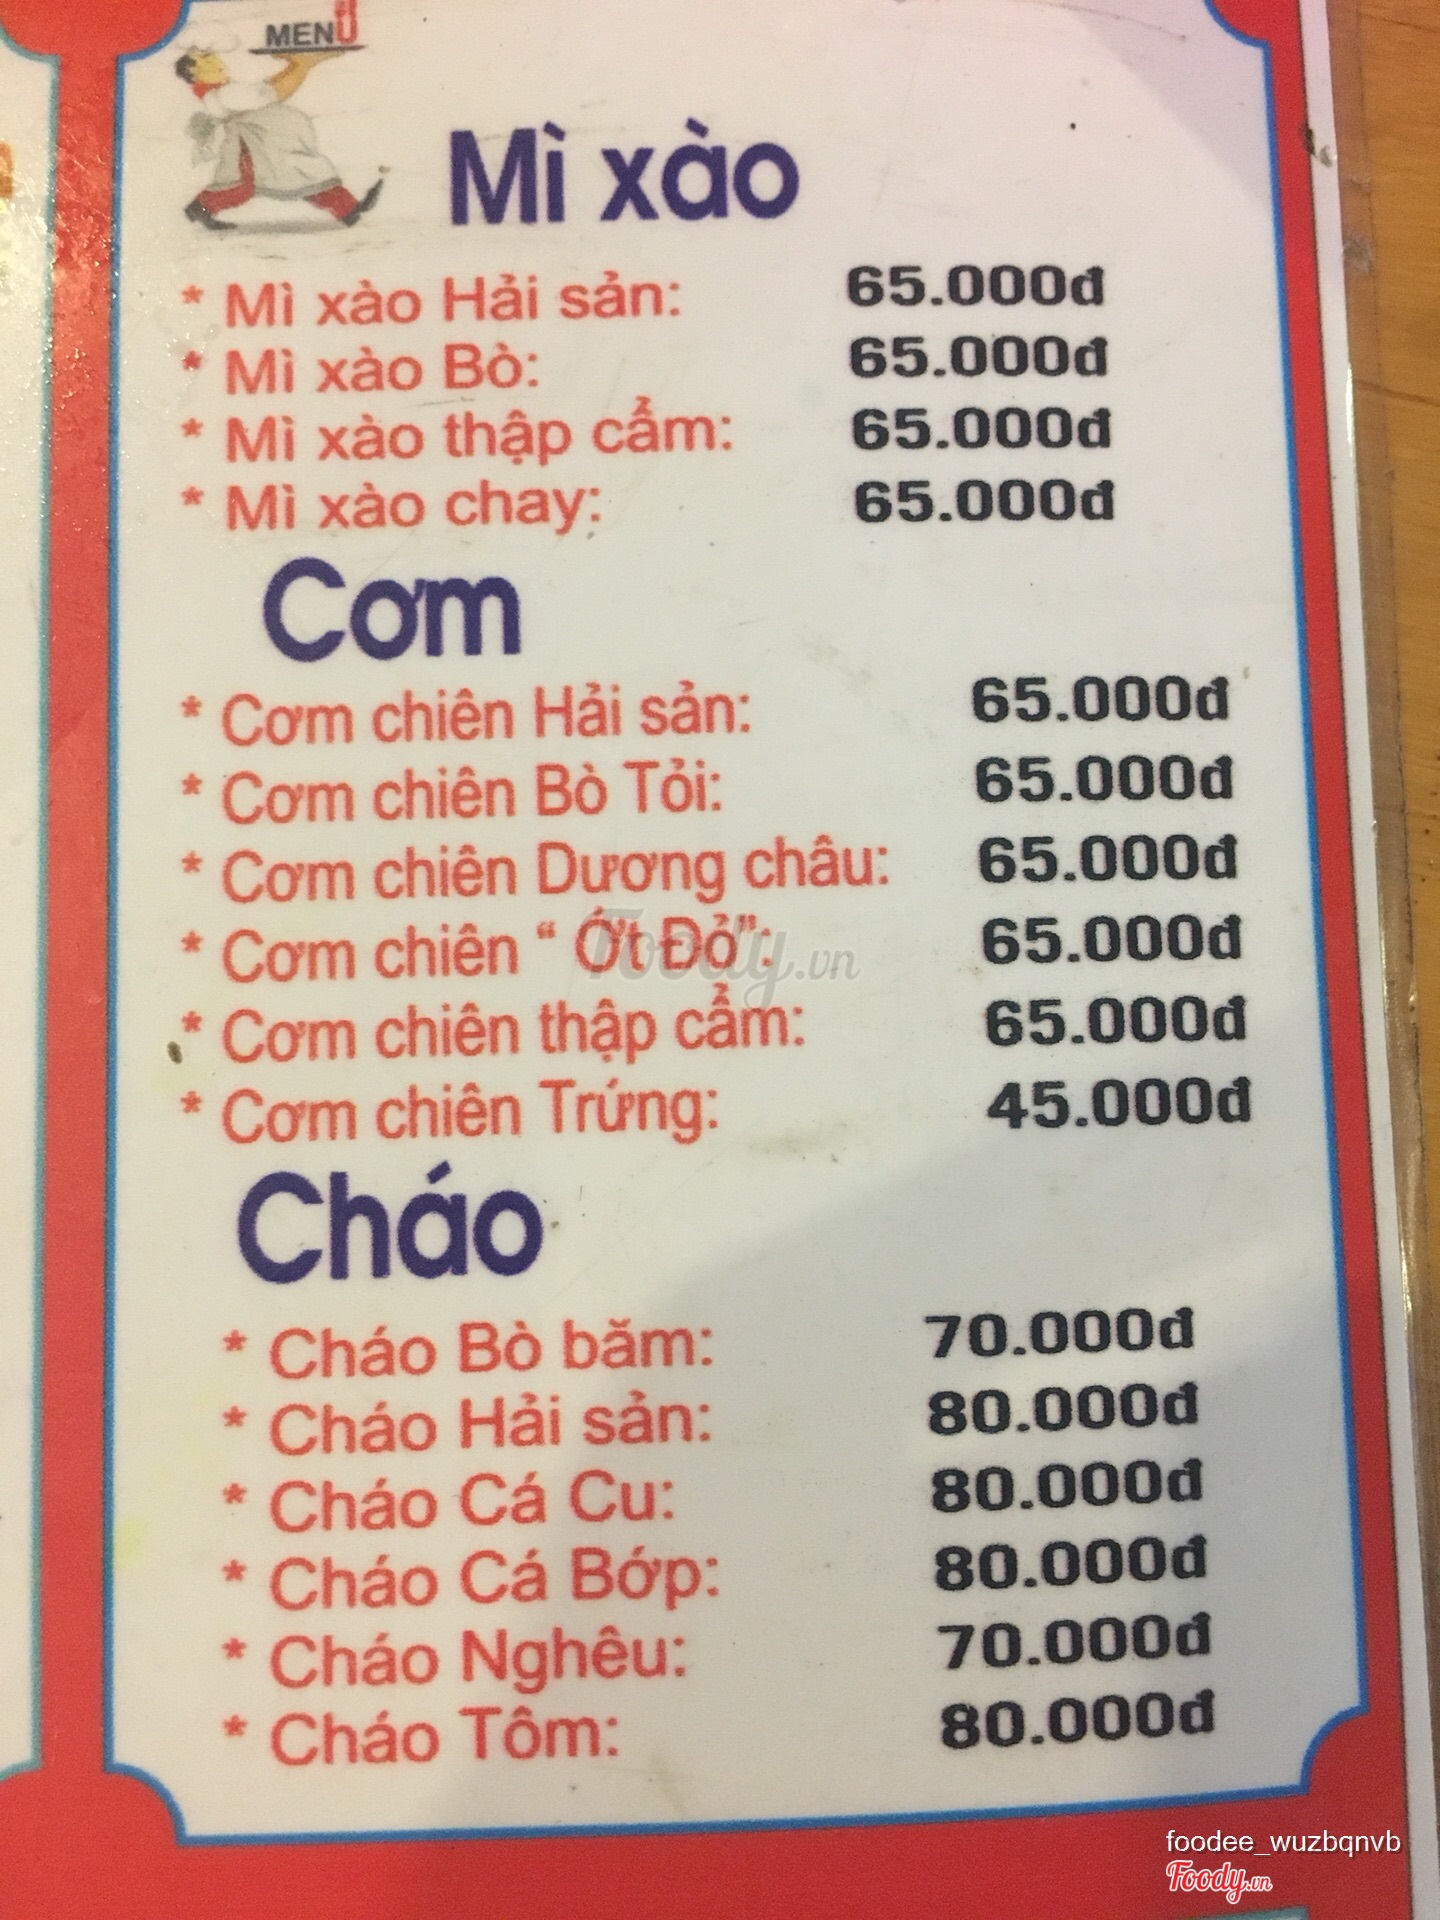 MENU
Mì xào
* Mì xào Hải sản: 65.000đ
* Mì xào Bò: 65.000đ
* Mì xào thập cẩm: 65.000đ
* Mì xào chay: 65.000đ
Cơm
* Cơm chiên Hải sản: 65.000đ
* Cơm chiên Bò Tỏi: 65.000đ
* Cơm chiên Dương châu: 65.000đ
* Cơm chiên “ Ớt Đỏ”: 65.000đ
Foody.vn
* Cơm chiên thập cẩm: 65.000đ
* Cơm chiên Trứng: 45.000đ
Cháo
* Cháo Bò băm: 70.000đ
* Cháo Hải sản: 80.000đ
* Cháo Cá Cu: 80.000đ
* Cháo Cá Bớp: 80.000đ
* Cháo Nghêu: 70.000đ
* Cháo Tôm: 80.000đ
foodee_wuzbqnvb
Foody.vn